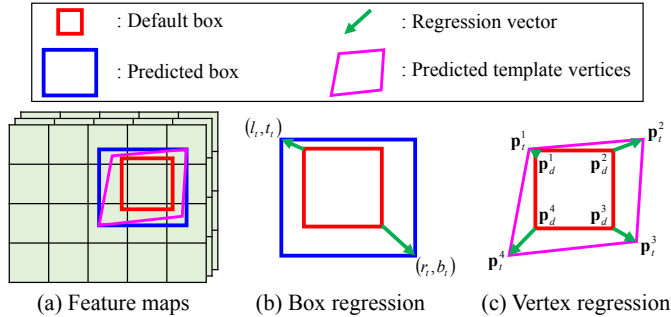 : Default box
: Regression vector
: Predicted box
: Predicted template vertices
(l_t, t_t)
(r_t, b_t)
p_t^1
p_t^2
p_d^1
p_d^2
p_d^4
p_d^3
p_t^3
p_t^4
(a) Feature maps
(b) Box regression
(c) Vertex regression